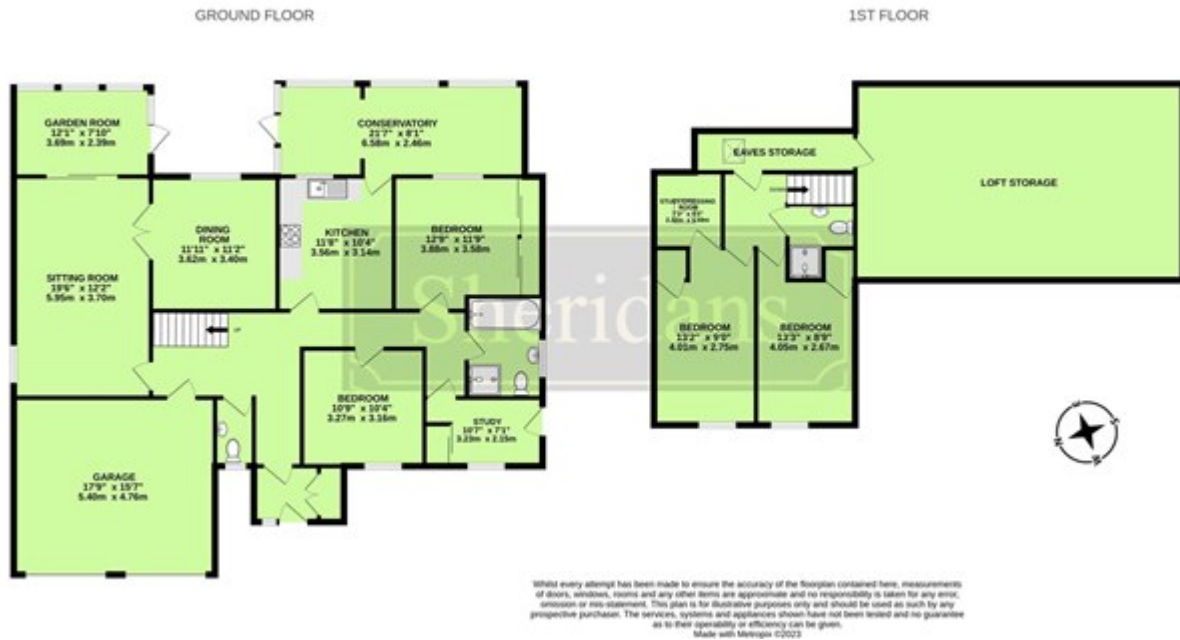 GROUND FLOOR
1ST FLOOR
GARDEN ROOM
12'1" x 7'10"
3.69m x 2.39m
CONSERVATORY
21'7" x 8'1"
6.58m x 2.46m
SITTING ROOM
19'6" x 12'2"
5.95m x 3.70m
DINING
ROOM
11'11" x 11'2"
3.62m x 3.40m
KITCHEN
11'8" x 10'4"
3.56m x 3.14m
BEDROOM
12'9" x 11'9"
3.88m x 3.58m
UP
BEDROOM
10'9" x 10'4"
3.27m x 3.16m
STUDY
10'7" x 7'1"
3.23m x 2.15m
GARAGE
17'9" x 15'7"
5.40m x 4.76m
EAVES STORAGE
LOFT STORAGE
STUDY/DRESSING
ROOM
DOWN
BEDROOM
13'2" x 9'0"
4.01m x 2.75m
BEDROOM
13'3" x 8'9"
4.05m x 2.67m
Sheridans
Whilst every attempt has been made to ensure the accuracy of the floorplan contained here, measurements
of doors, windows, rooms and any other items are approximate and no responsibility is taken for any error,
omission or mis-statement. This plan is for illustrative purposes only and should be used as such by any
prospective purchaser. The services, systems and appliances shown have not been tested and no guarantee
as to their operability or efficiency can be given.
Made with Metropix ©2023